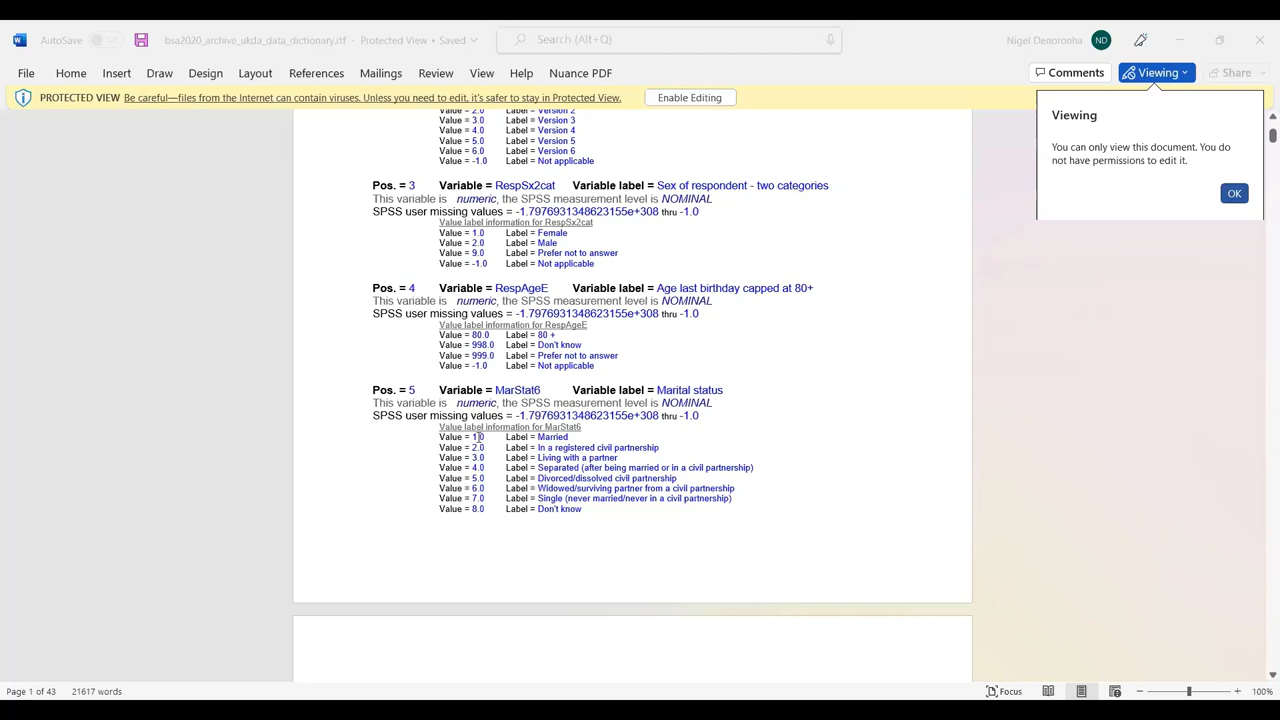 AutoSave
bsa2020_archive_ukda_data_dictionary.rtf - Protected View • Saved
Search (Alt+Q)
Nigel Denoronha
ND
File Home Insert Draw Design Layout References Mailings Review View Help Nuance PDF
Comments
Viewing
Share
PROTECTED VIEW Be careful—files from the Internet can contain viruses. Unless you need to edit, it's safer to stay in Protected View.
Enable Editing
Viewing
You can only view this document. You do
not have permissions to edit it.
OK
Value = 2.0 Label = Version 2
Value = 3.0 Label = Version 3
Value = 4.0 Label = Version 4
Value = 5.0 Label = Version 5
Value = 6.0 Label = Version 6
Value = -1.0 Label = Not applicable
Pos. = 3 Variable = RespSx2cat Variable label = Sex of respondent - two categories
This variable is numeric, the SPSS measurement level is NOMINAL
SPSS user missing values = -1.7976931348623155e+308 thru -1.0
Value label information for RespSx2cat
Value = 1.0 Label = Female
Value = 2.0 Label = Male
Value = 9.0 Label = Prefer not to answer
Value = -1.0 Label = Not applicable
Pos. = 4 Variable = RespAgeE Variable label = Age last birthday capped at 80+
This variable is numeric, the SPSS measurement level is NOMINAL
SPSS user missing values = -1.7976931348623155e+308 thru -1.0
Value label information for RespAgeE
Value = 80.0 Label = 80 +
Value = 998.0 Label = Don't know
Value = 999.0 Label = Prefer not to answer
Value = -1.0 Label = Not applicable
Pos. = 5 Variable = MarStat6 Variable label = Marital status
This variable is numeric, the SPSS measurement level is NOMINAL
SPSS user missing values = -1.7976931348623155e+308 thru -1.0
Value label information for MarStat6
Value = 1.0 Label = Married
Value = 2.0 Label = In a registered civil partnership
Value = 3.0 Label = Living with a partner
Value = 4.0 Label = Separated (after being married or in a civil partnership)
Value = 5.0 Label = Divorced/dissolved civil partnership
Value = 6.0 Label = Widowed/surviving partner from a civil partnership
Value = 7.0 Label = Single (never married/never in a civil partnership)
Value = 8.0 Label = Don't know
Page 1 of 43 21617 words
Focus
100%